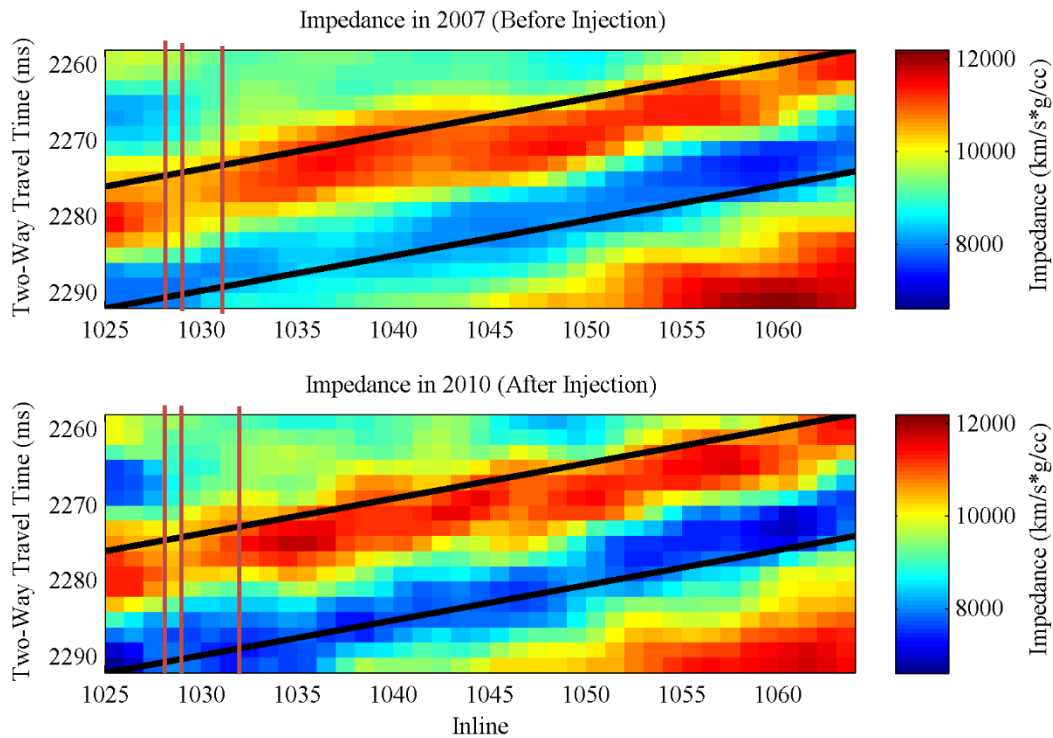 Impedance in 2007 (Before Injection)
Two-Way Travel Time (ms)
2260
2270
2280
2290
1025 1030 1035 1040 1045 1050 1055 1060
12000
10000
8000
Impedance (km/s*g/cc)
Impedance in 2010 (After Injection)
Two-Way Travel Time (ms)
2260
2270
2280
2290
1025 1030 1035 1040 1045 1050 1055 1060
Inline
12000
10000
8000
Impedance (km/s*g/cc)